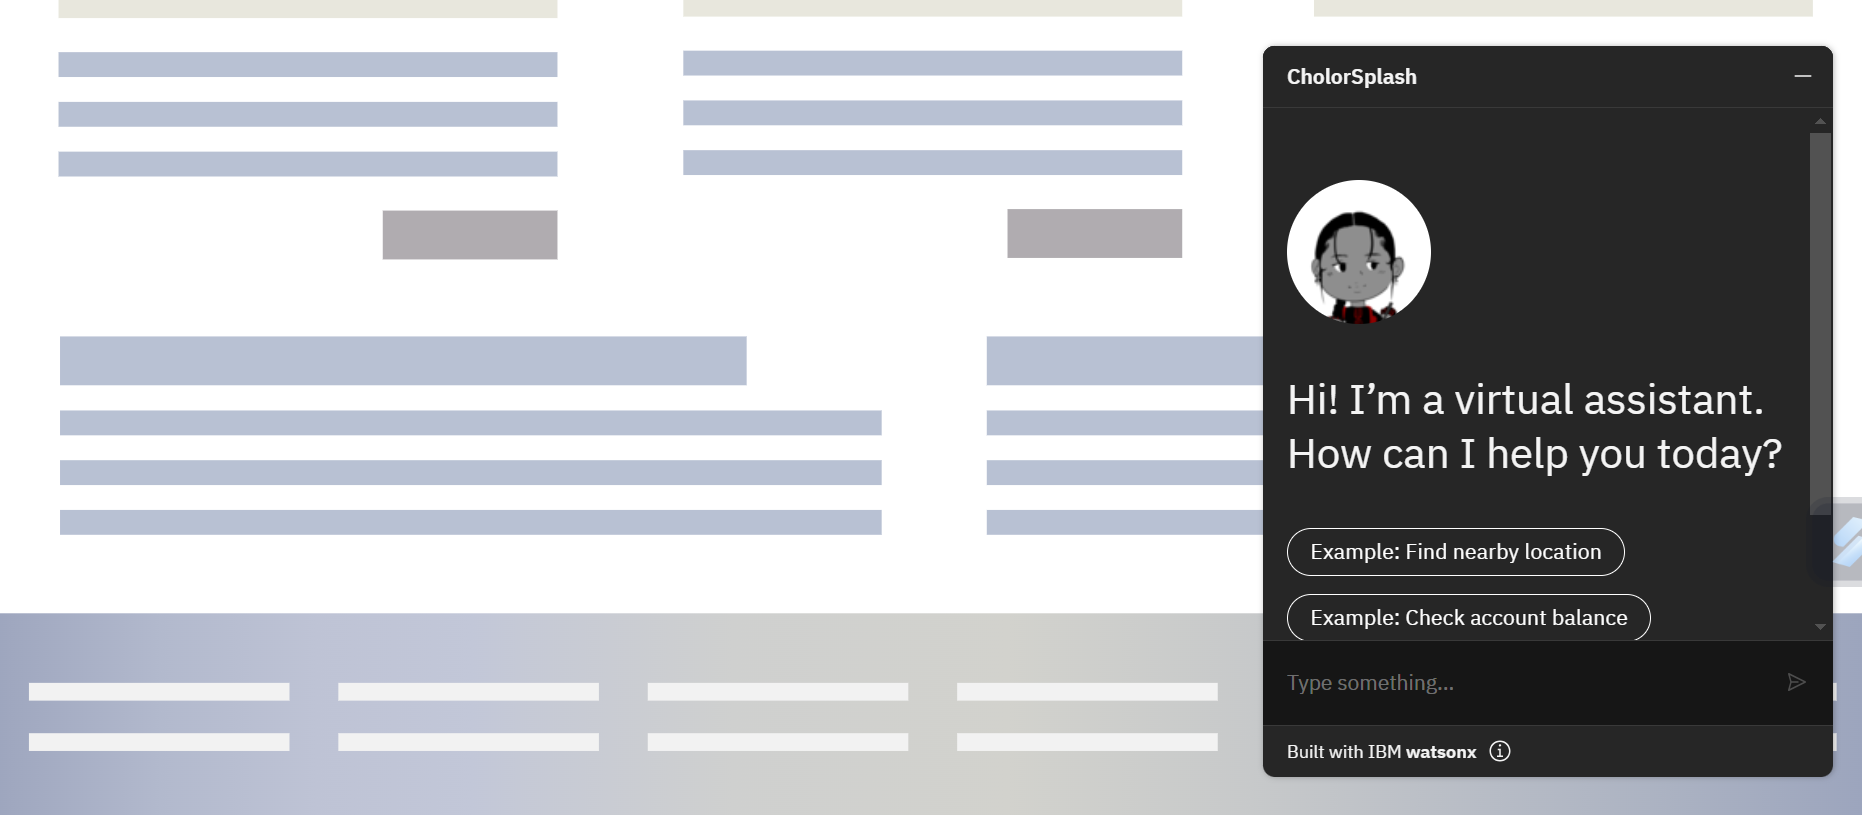 CholorSplash
Hi! I’m a virtual assistant.
How can I help you today?
Example: Find nearby location
Example: Check account balance
Type something...
Built with IBM watsonx